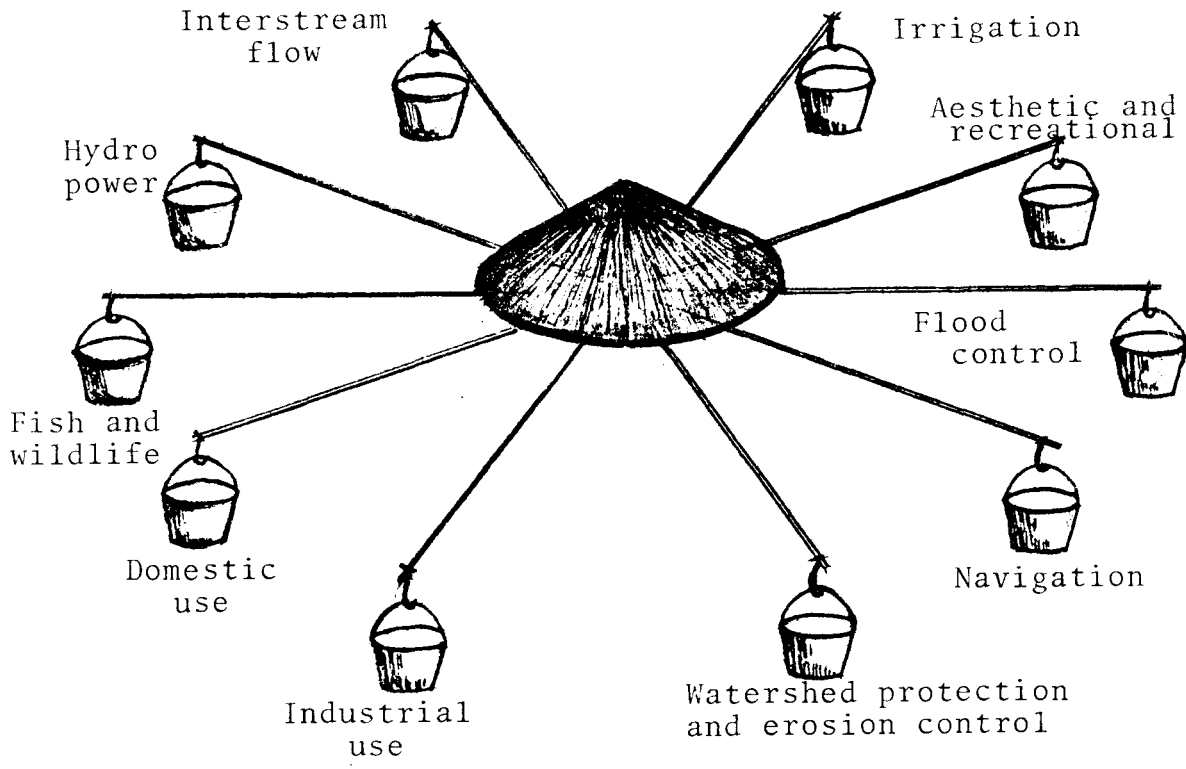 Interstream
flow
Irrigation
Aesthetic and
recreational
Hydro
power
Flood
control
Fish and
wildlife
Domestic
use
Navigation
Industrial
use
Watershed protection
and erosion control